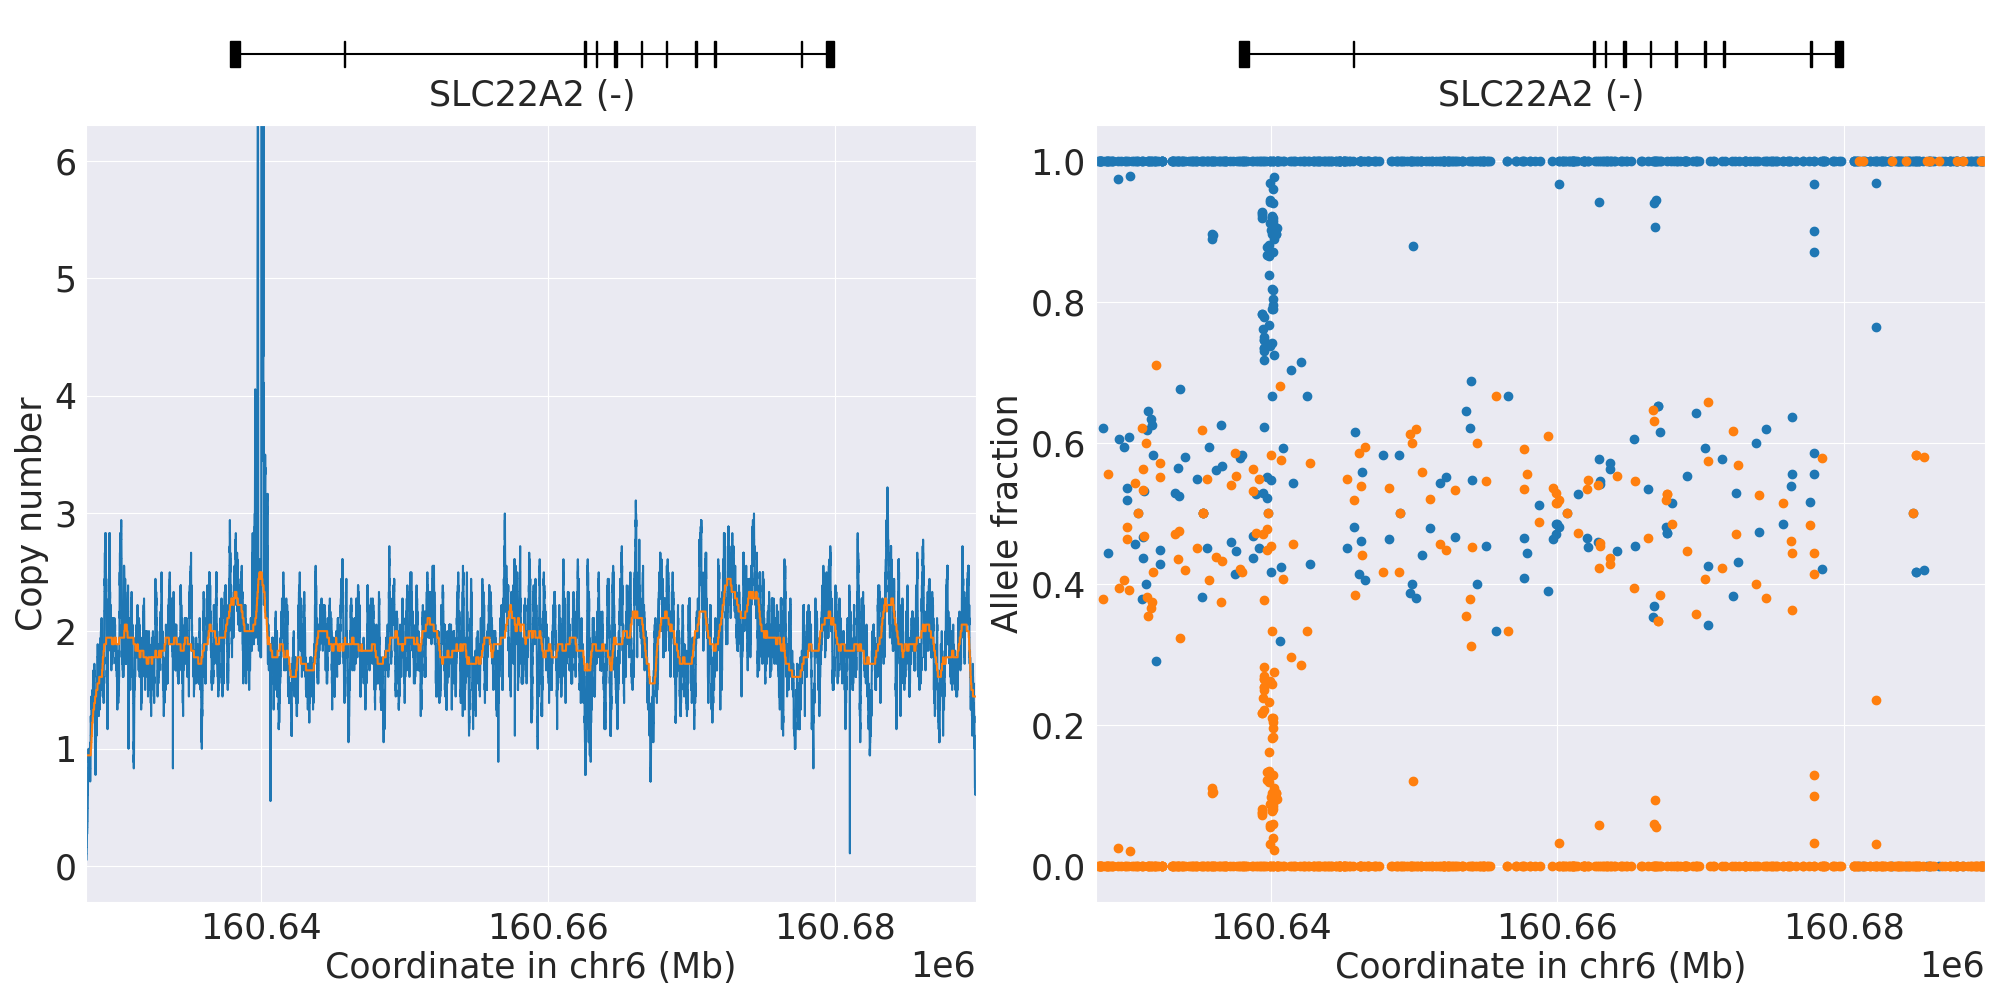 SLC22A2 (-)
6
5
4
3
2
1
0
Copy number
160.64
160.66
160.68
Coordinate in chr6 (Mb)
1e6
SLC22A2 (-)
1.0
0.8
0.6
0.4
0.2
0.0
Allele fraction
160.64
160.66
160.68
Coordinate in chr6 (Mb)
1e6